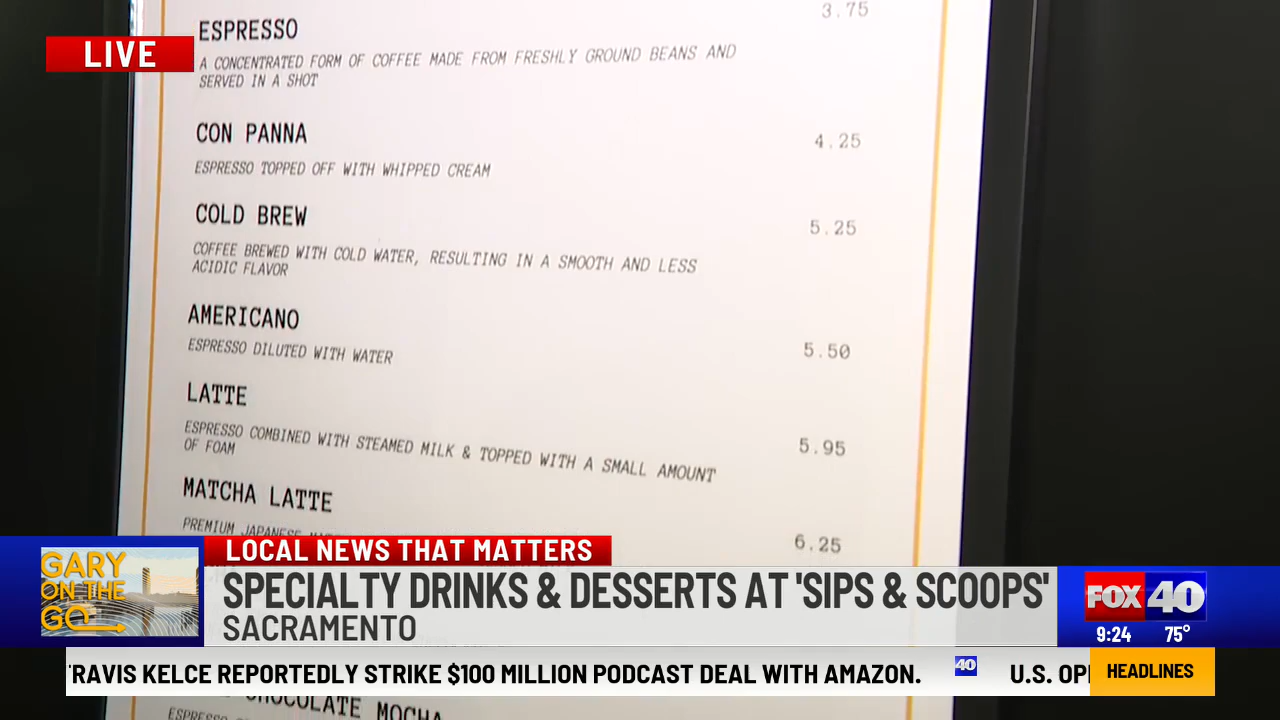 LIVE
3.75
ESPRESSO
A CONCENTRATED FORM OF COFFEE MADE FROM FRESHLY GROUND BEANS AND
SERVED IN A SHOT
CON PANNA
4.25
ESPRESSO TOPPED OFF WITH WHIPPED CREAM
COLD BREW
5.25
COFFEE BREWED WITH COLD WATER, RESULTING IN A SMOOTH AND LESS
ACIDIC FLAVOR
AMERICANO
5.50
ESPRESSO DILUTED WITH WATER
LATTE
5.95
ESPRESSO COMBINED WITH STEAMED MILK & TOPPED WITH A SMALL AMOUNT
OF FOAM
MATCHA LATTE
6.25
PREMIUM JAPANESE
LOCAL NEWS THAT MATTERS
GARY
ON THE
GO
SPECIALTY DRINKS & DESSERTS AT 'SIPS & SCOOPS'
SACRAMENTO
FOX 40
9:24 75°
TRAVIS KELCE REPORTEDLY STRIKE $100 MILLION PODCAST DEAL WITH AMAZON. 40 U.S. OP
HEADLINES
CHOCOLATE MOCHA
ESPRESSO